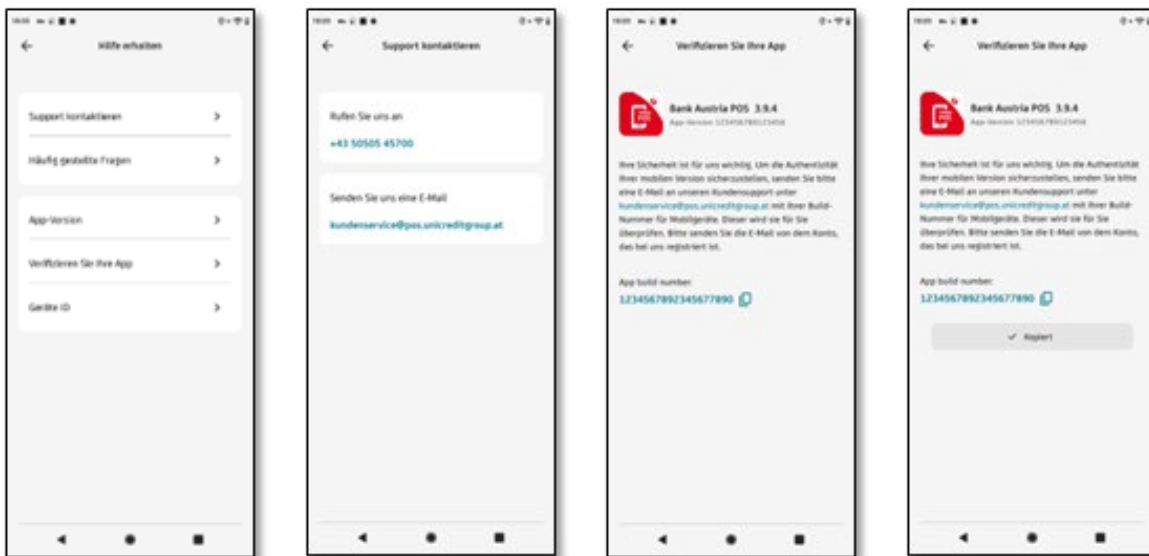 Hilfe erhalten
Support kontaktieren
Häufig gestellte Fragen
App-Version
Verifizieren Sie Ihre App
Geräte ID
Support kontaktieren
Rufen Sie uns an
+43 50505 45700
Senden Sie uns eine E-Mail
kundenservice@pos.unicreditgroup.at
Verifizieren Sie Ihre App
Bank Austria POS 3.9.4
App-Version
Ihre Sicherheit ist für uns wichtig. Um die Authentizität
Ihrer mobilen Version sicherzustellen, senden Sie bitte
eine E-Mail an unseren Kundensupport unter
kundenservice@pos.unicreditgroup.at mit Ihrer Build-
Nummer für Mobilgeräte. Dieser wird sie für Sie
überprüfen. Bitte senden Sie die E-Mail von dem Konto,
das bei uns registriert ist.
App build number:
1234567892345677890
Verifizieren Sie Ihre App
Bank Austria POS 3.9.4
App-Version
Ihre Sicherheit ist für uns wichtig. Um die Authentizität
Ihrer mobilen Version sicherzustellen, senden Sie bitte
eine E-Mail an unseren Kundensupport unter
kundenservice@pos.unicreditgroup.at mit Ihrer Build-
Nummer für Mobilgeräte. Dieser wird sie für Sie
überprüfen. Bitte senden Sie die E-Mail von dem Konto,
das bei uns registriert ist.
App build number:
1234567892345677890
Kopiert